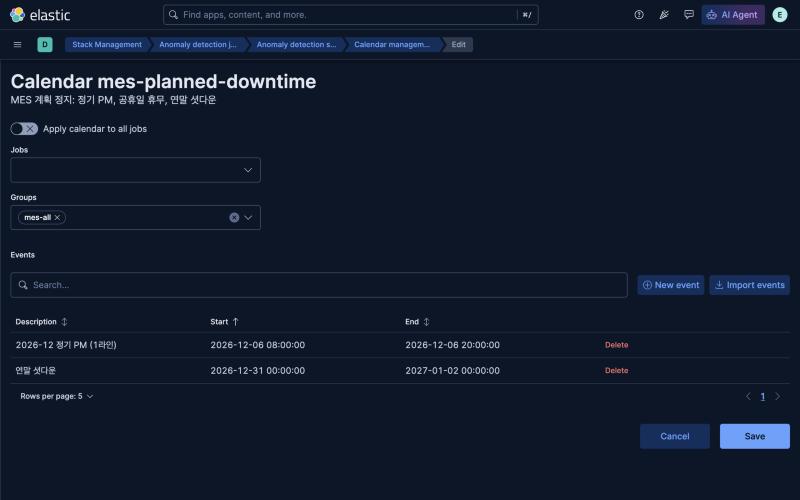 elastic
Find apps, content, and more.
⌘/
AI Agent
E
D
Stack Management
Anomaly detection j...
Anomaly detection s...
Calendar managem...
Edit
Calendar mes-planned-downtime
MES 계획 정지: 정기 PM, 공휴일 휴무, 연말 셧다운
Apply calendar to all jobs
Jobs
Groups
mes-all
Events
Search...
New event
Import events
Description
Start
End
2026-12 정기 PM (1라인)
2026-12-06 08:00:00
2026-12-06 20:00:00
Delete
연말 셧다운
2026-12-31 00:00:00
2027-01-02 00:00:00
Delete
Rows per page: 5
1
Cancel
Save